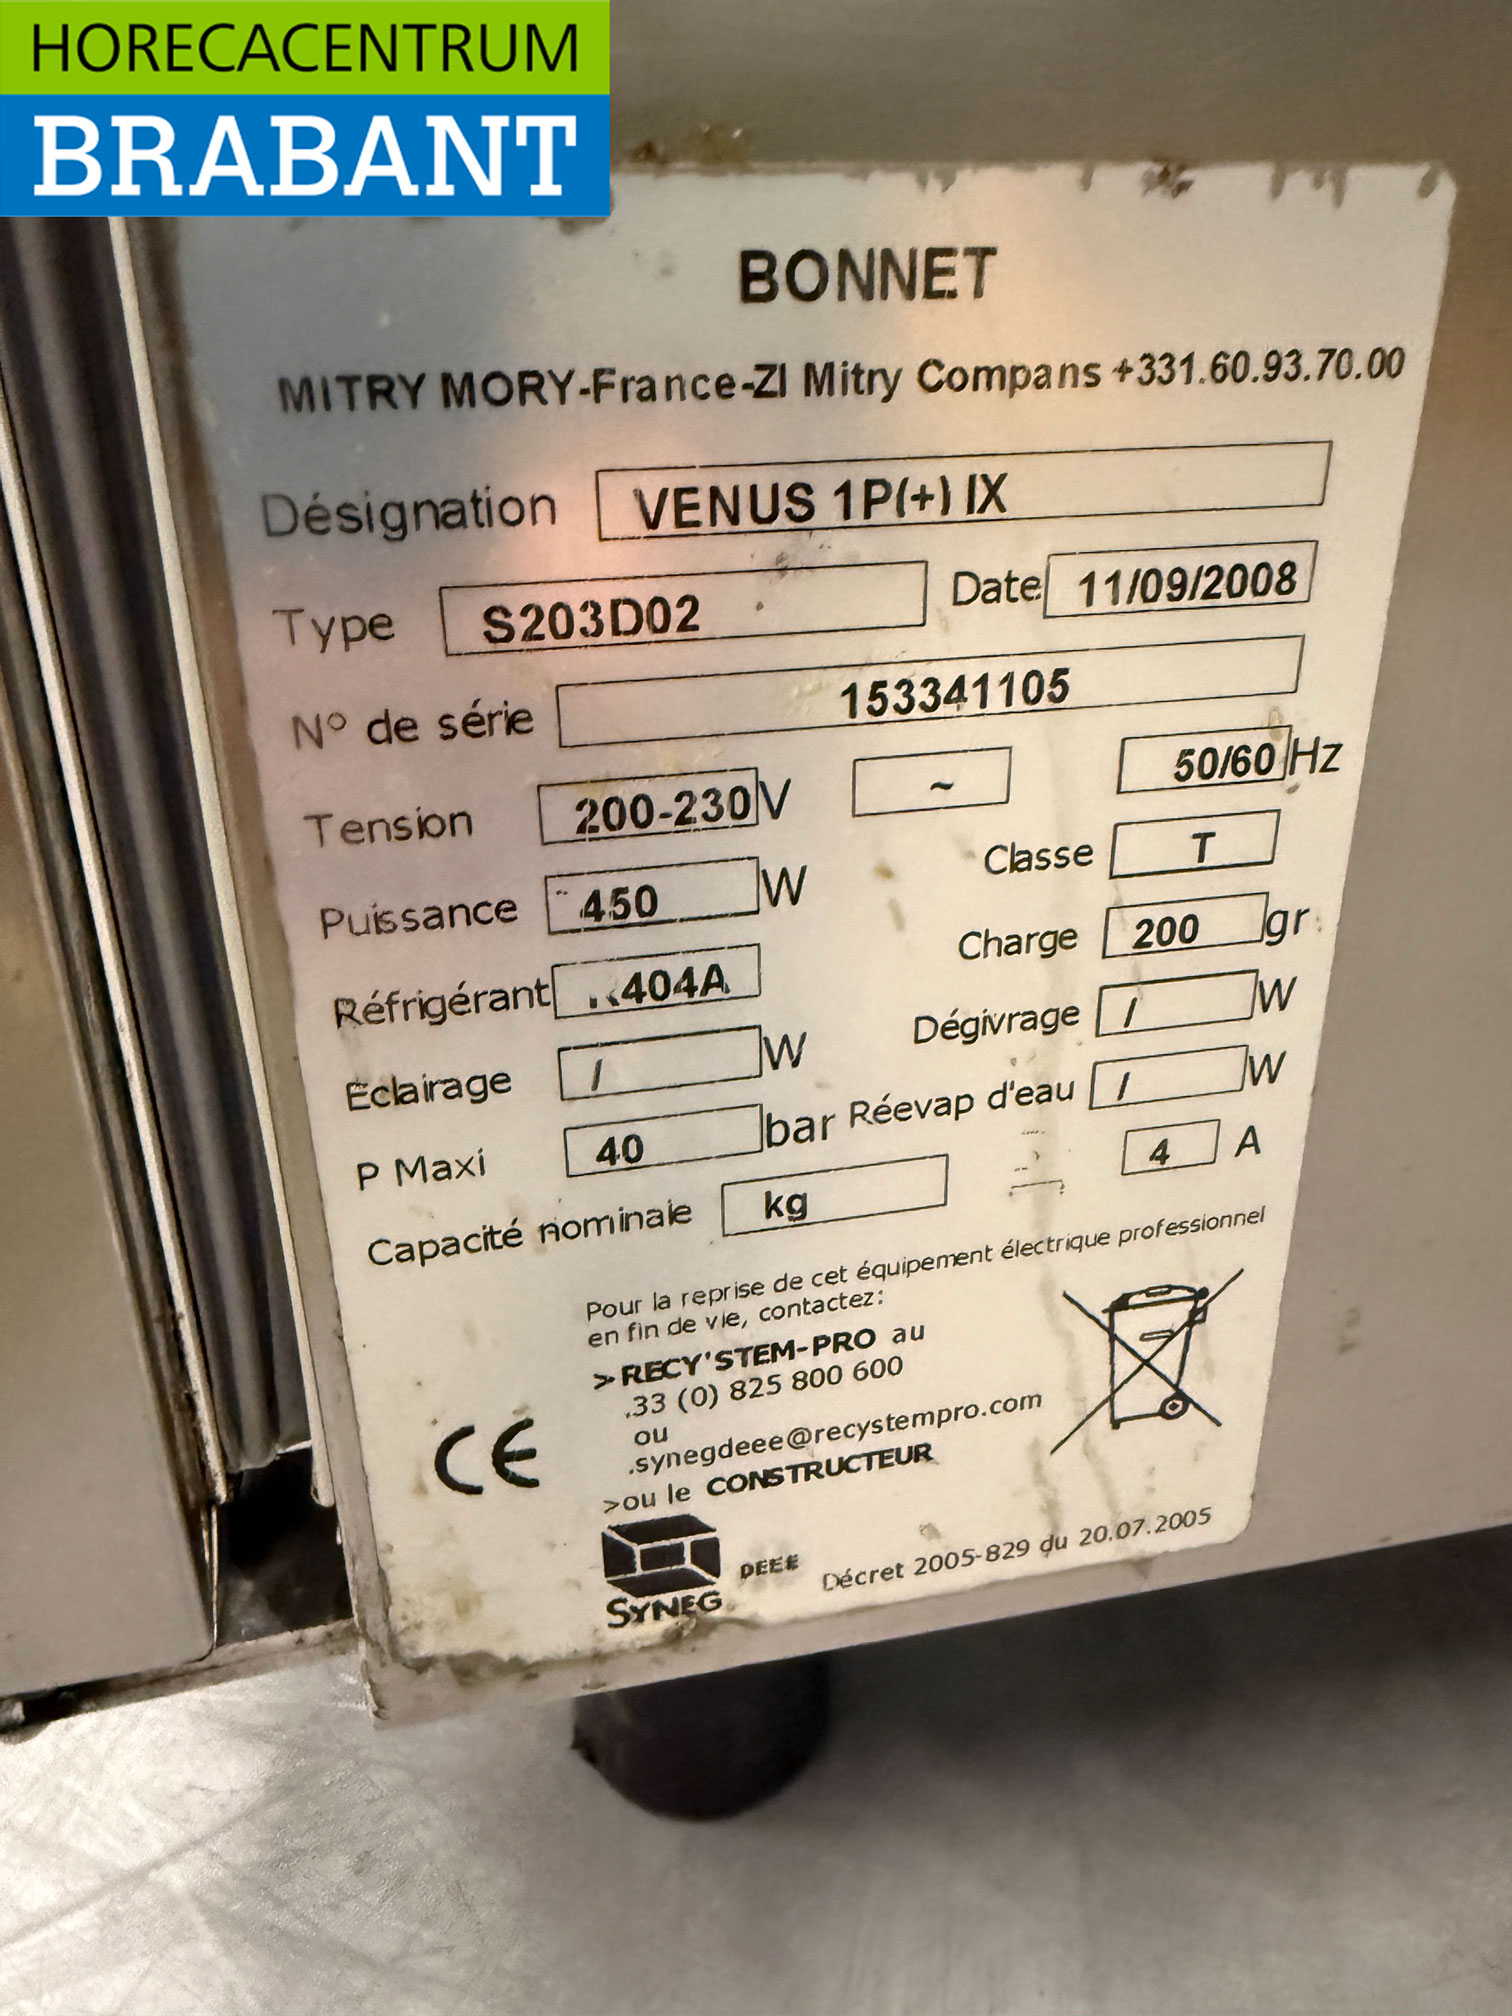 HORECACENTRUM
BRABANT
BONNET
MITRY MORY-France-ZI Mitry Compans +331.60.93.70.00
Désignation VENUS 1P(+) IX
Type S203D02 Date 11/09/2008
N° de série 153341105
Tension 200-230 V ~ 50/60 Hz
Classe T
Puissance 450 W
Charge 200 gr
Réfrigérant R404A
Dégivrage / W
Eclairage / W
Réevap d'eau / W
P Maxi 40 bar
4 A
Capacité nominale kg
Pour la reprise de cet équipement électrique professionnel
en fin de vie, contactez:
>RECY'STEM-PRO au
.33 (0) 825 800 600
ou
.synegdeee@recystempro.com
>ou le CONSTRUCTEUR
CE
SYNEG
DEEE
Décret 2005-829 du 20.07.2005